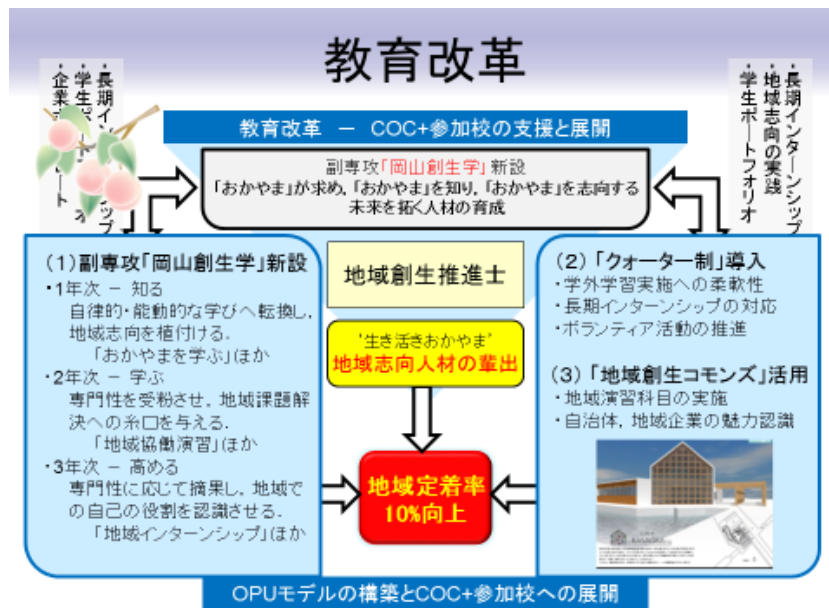 教育改革
・長期イン
ップ
・学生ポ
オ
・企業
ート
・長期インターンシップ
地域志向の実践
・学生ポートフォリオ
教育改革 － COC+参加校の支援と展開
副専攻「岡山創生学」新設
「おかやま」が求め，「おかやま」を知り，「おかやま」を志向する
未来を拓く人材の育成
（1）副専攻「岡山創生学」新設
・1年次 － 知る
自律的・能動的な学びへ転換し，
地域志向を植付ける．
「おかやまを学ぶ」ほか
・2年次 － 学ぶ
専門性を受粉させ，地域課題解
決への糸口を与える．
「地域協働演習」ほか
・3年次 － 高める
専門性に応じて摘果し，地域で
の自己の役割を認識させる．
「地域インターンシップ」ほか
地域創生推進士
“生き活きおかやま”
地域志向人材の輩出
地域定着率
10%向上
（2）「クォーター制」導入
・学外学習実施への柔軟性
・長期インターンシップの対応
・ボランティア活動の推進
（3）「地域創生コモンズ」活用
・地域演習科目の実施
・自治体，地域企業の魅力認識
OPUモデルの構築とCOC+参加校への展開